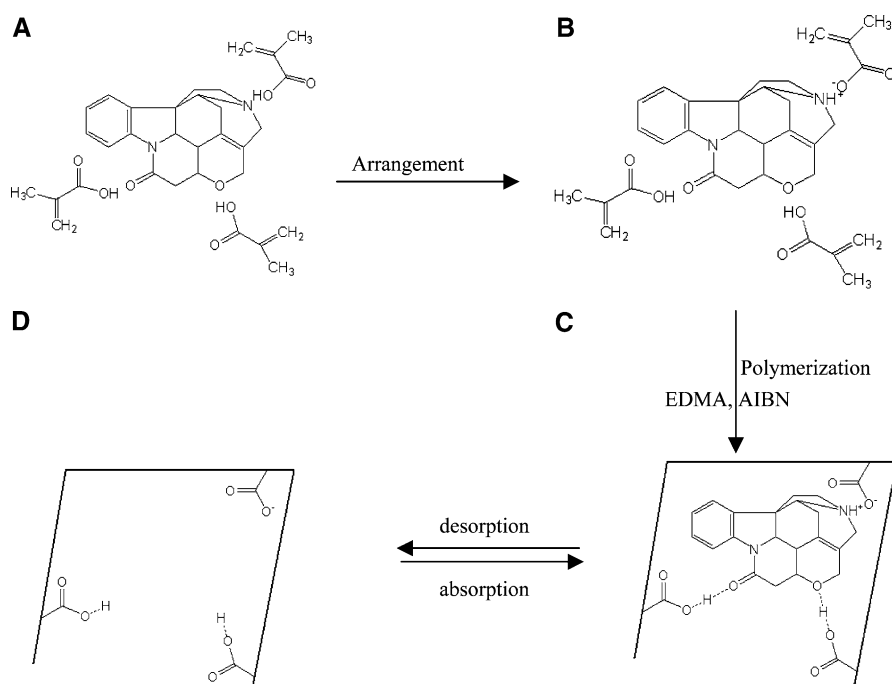 A
H₂C
CH₃
HO
O
N
N
O
O
O
H₃C
OH
CH₂
HO
O
CH₂
CH₃
Arrangement
B
H₂C
CH₃
⁻O
O
NH⁺
N
O
O
O
H₃C
OH
CH₂
HO
O
CH₂
CH₃
Polymerization
EDMA, AIBN
C
O
O⁻
NH⁺
N
O
O
O
O
H
H
O
O
desorption
absorption
D
O
O⁻
O
O
H
H
O
O